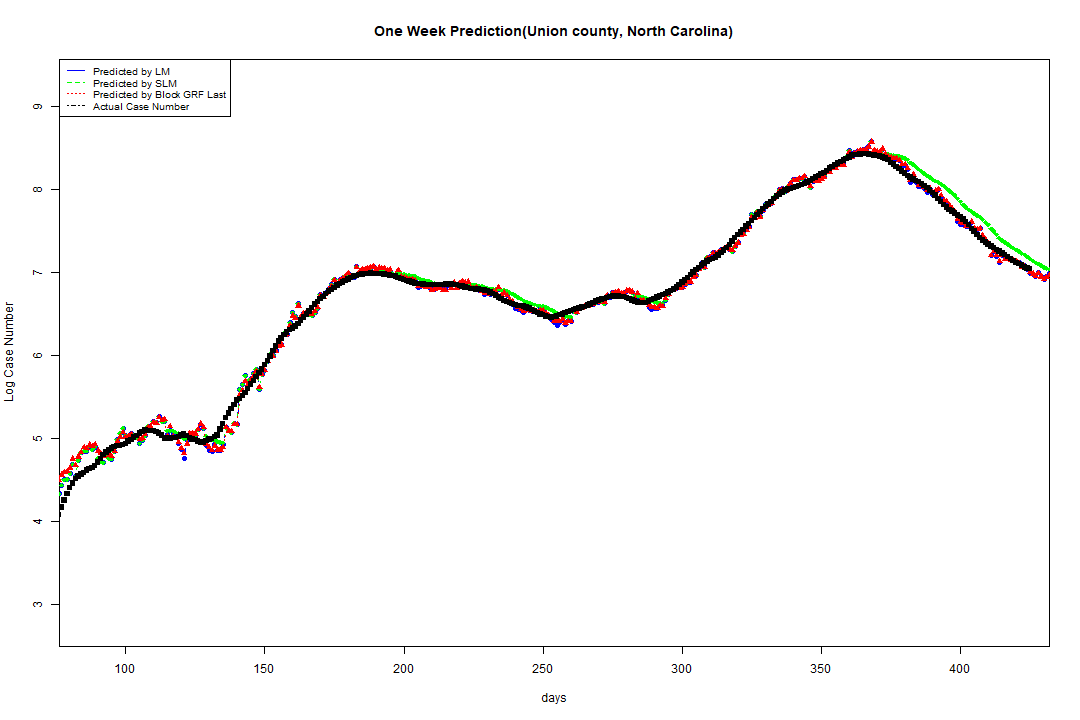 One Week Prediction(Union county, North Carolina)
Predicted by LM
Predicted by SLM
Predicted by Block GRF Last
Actual Case Number
9
8
7
6
5
4
3
Log Case Number
100 150 200 250 300 350 400
days